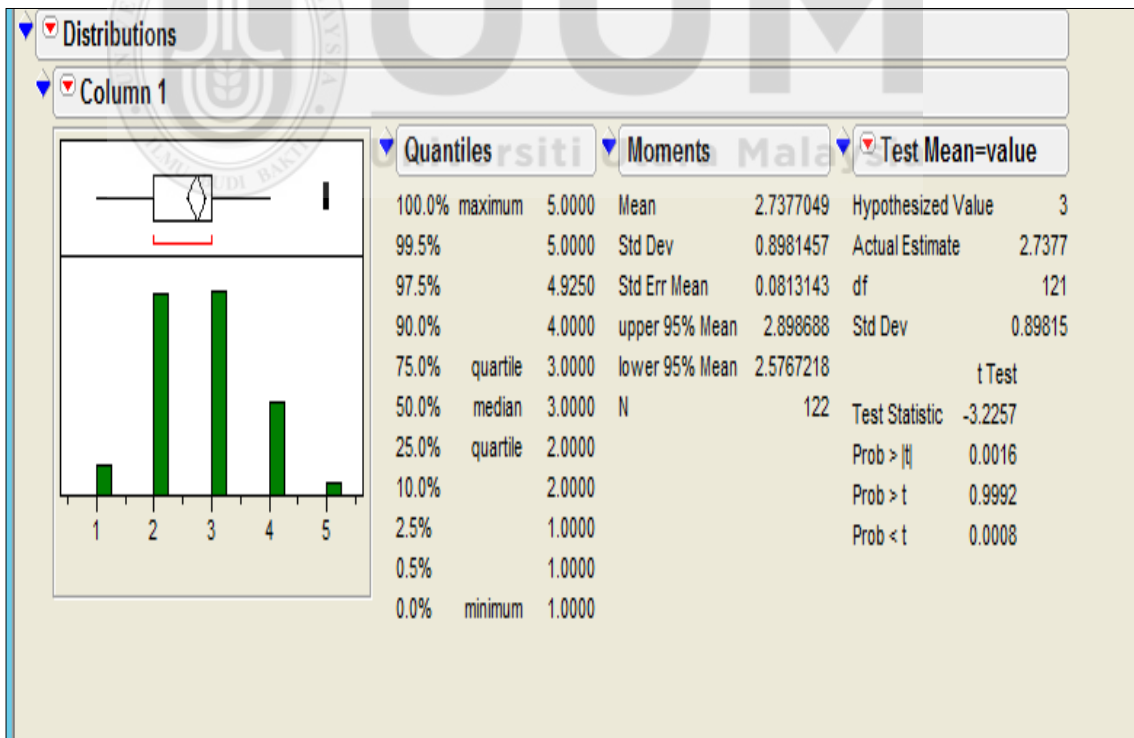 Distributions
Column 1
1 2 3 4 5
Quantiles
100.0% maximum 5.0000
99.5% 5.0000
97.5% 4.9250
90.0% 4.0000
75.0% quartile 3.0000
50.0% median 3.0000
25.0% quartile 2.0000
10.0% 2.0000
2.5% 1.0000
0.5% 1.0000
0.0% minimum 1.0000
Moments
Mean 2.7377049
Std Dev 0.8981457
Std Err Mean 0.0813143
upper 95% Mean 2.898688
lower 95% Mean 2.5767218
N 122
Test Mean=value
Hypothesized Value 3
Actual Estimate 2.7377
df 121
Std Dev 0.89815
t Test
Test Statistic -3.2257
Prob > |t| 0.0016
Prob > t 0.9992
Prob < t 0.0008
UUM